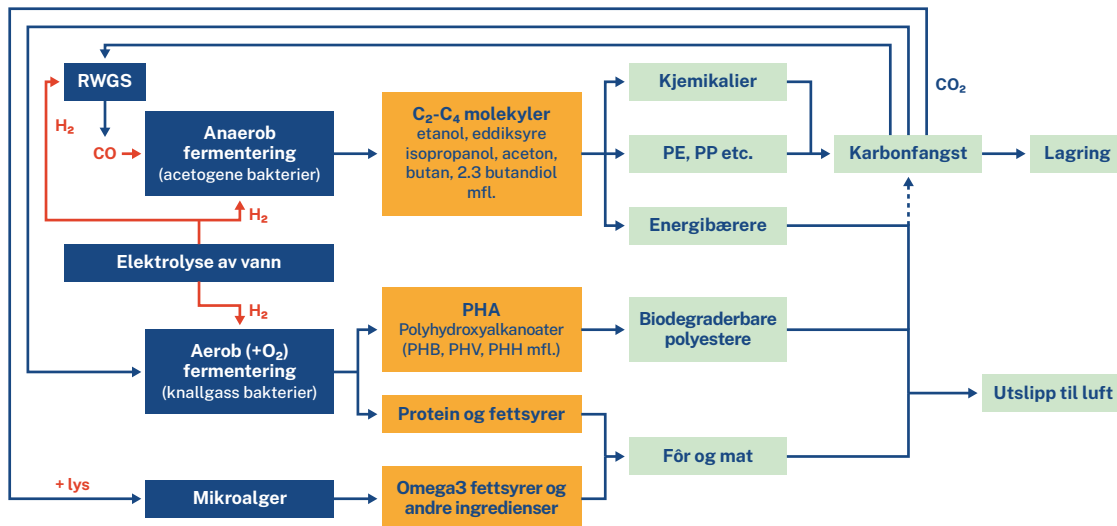 RWGS
H₂
CO
Anaerob
fermentering
(acetogene bakterier)
H₂
C₂-C₄ molekyler
etanol, eddiksyre
isopropanol, aceton,
butan, 2.3 butandiol
mfl.
Kjemikalier
PE, PP etc.
Energibærere
CO₂
Karbonfangst
Lagring
Elektrolyse av vann
H₂
Aerob (+O₂)
fermentering
(knallgass bakterier)
PHA
Polyhydroxyalkanoater
(PHB, PHV, PHH mfl.)
Biodegraderbare
polyestere
Protein og fettsyrer
Utslipp til luft
Fôr og mat
+ lys
Mikroalger
Omega3 fettsyrer og
andre ingredienser